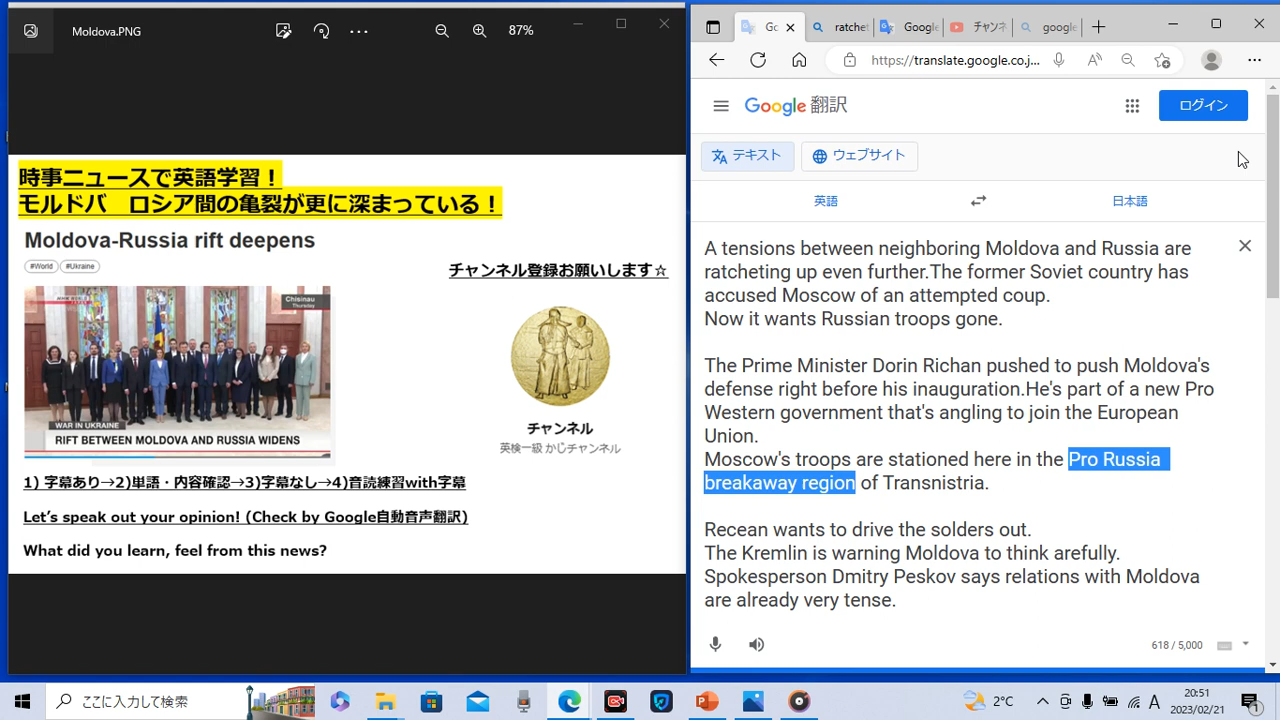 Moldova.PNG
87%
時事ニュースで英語学習！
モルドバ　ロシア間の亀裂が更に深まっている！
Moldova-Russia rift deepens
#World #Ukraine
チャンネル登録お願いします☆
Chisinau
Thursday
WAR IN UKRAINE
RIFT BETWEEN MOLDOVA AND RUSSIA WIDENS
チャンネル
英検一級 かじチャンネル
1) 字幕あり→2)単語・内容確認→3)字幕なし→4)音読練習with字幕
Let's speak out your opinion! (Check by Google自動音声翻訳)
What did you learn, feel from this news?
Go
ratchet
Google
チャンネ
google
https://translate.google.co.j...
Google 翻訳
ログイン
テキスト
ウェブサイト
英語
日本語
A tensions between neighboring Moldova and Russia are
ratcheting up even further.The former Soviet country has
accused Moscow of an attempted coup.
Now it wants Russian troops gone.
The Prime Minister Dorin Richan pushed to push Moldova's
defense right before his inauguration.He's part of a new Pro
Western government that's angling to join the European
Union.
Moscow's troops are stationed here in the Pro Russia
breakaway region of Transnistria.
Recean wants to drive the solders out.
The Kremlin is warning Moldova to think arefully.
Spokesperson Dmitry Peskov says relations with Moldova
are already very tense.
618 / 5,000
ここに入力して検索
2°C
A
20:51
2023/02/21
1